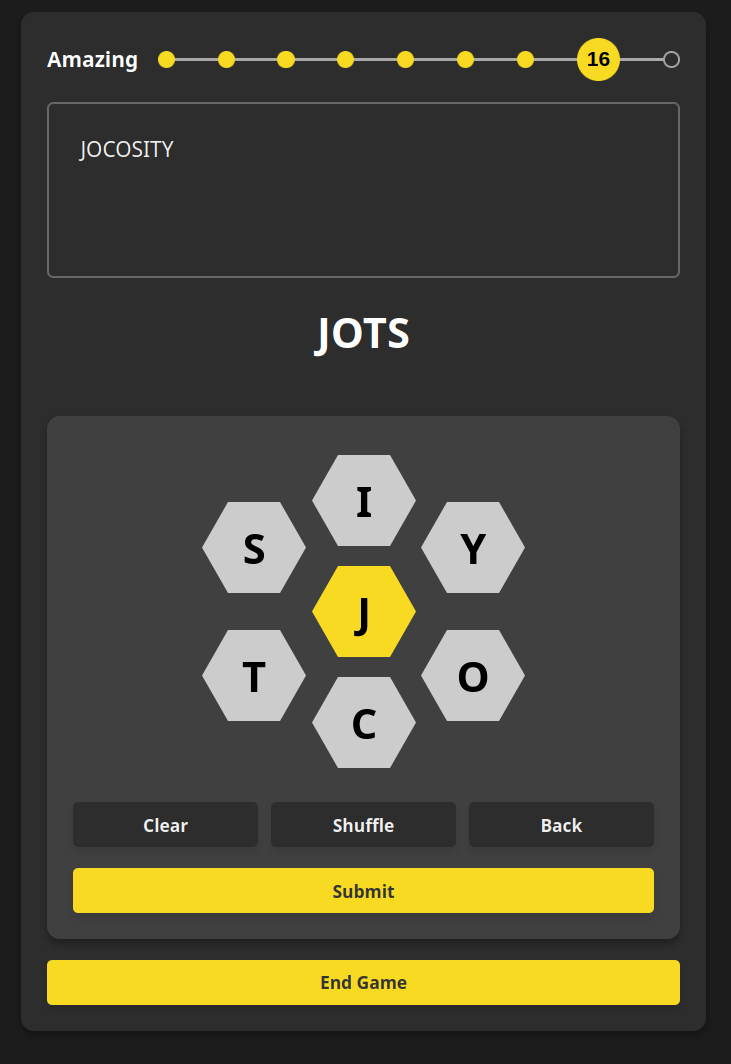 Amazing 16
JOCOSITY
JOTS
I
S Y
J
T O
C
Clear Shuffle Back
Submit
End Game